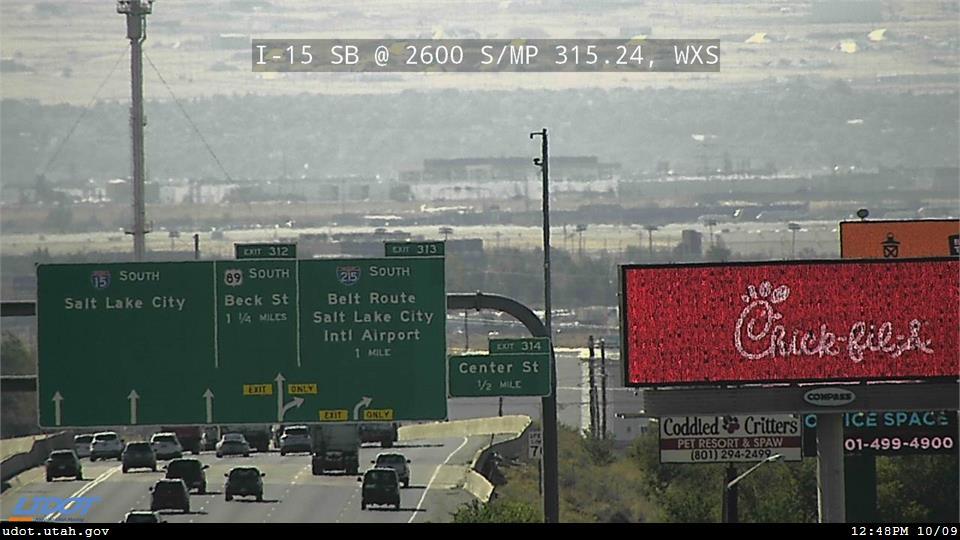 I-15 SB @ 2600 S/MP 315.24, WXS
EXIT 312
EXIT 313
15 SOUTH
Salt Lake City
89 SOUTH
Beck St
1 ¼ MILES
215 SOUTH
Belt Route
Salt Lake City
Intl Airport
1 MILE
EXIT ONLY
EXIT ONLY
EXIT 314
Center St
½ MILE
Chick-fil-A
COMPASS
Coddled Critters
PET RESORT & SPAW
(801) 294-2499
ICE SPACE
01-499-4900
UDOT
udot.utah.gov
12:48PM 10/09